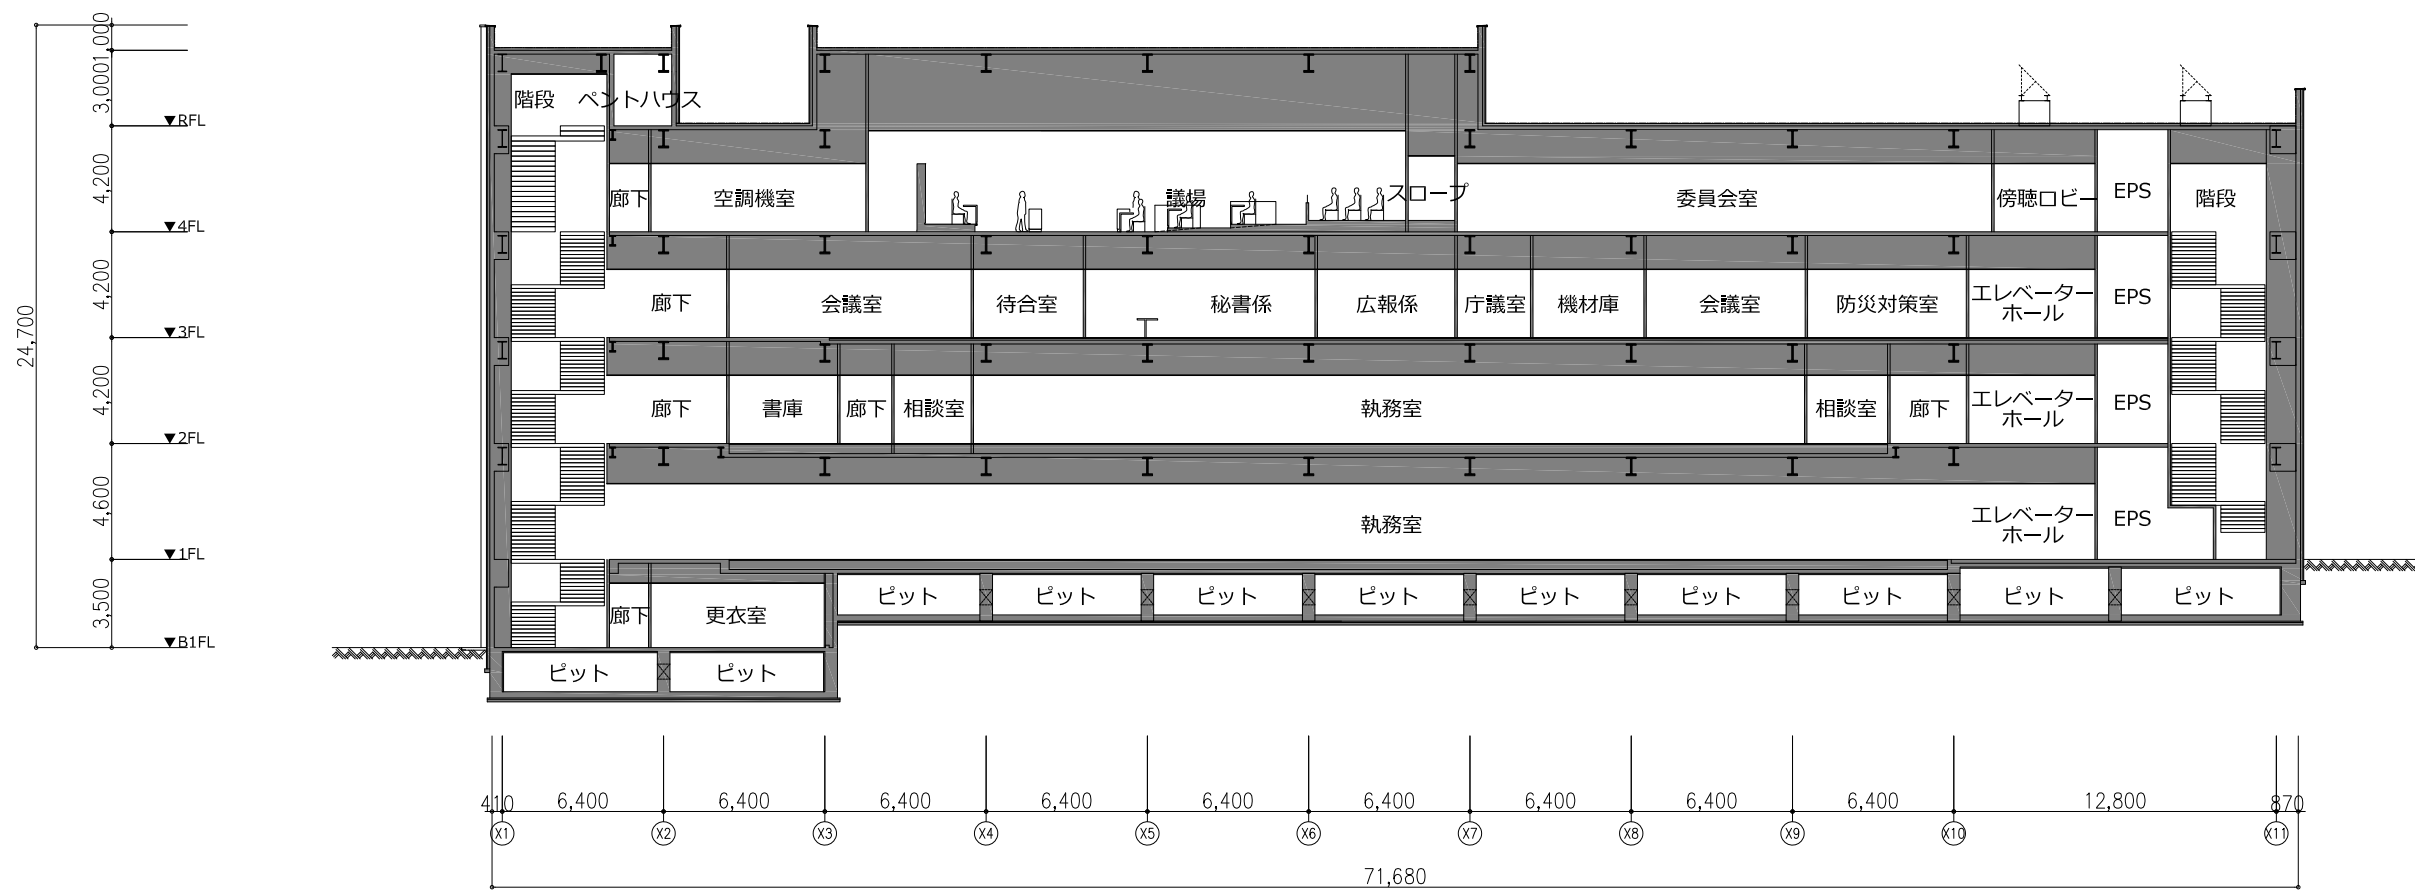 1,000
3,000
▼RFL
4,200
▼4FL
4,200
24,700
▼3FL
4,200
▼2FL
4,600
▼1FL
3,500
▼B1FL
階段
ペントハウス
廊下
空調機室
議場
スロープ
委員会室
傍聴ロビー
EPS
階段
廊下
会議室
待合室
秘書係
広報係
庁議室
機材庫
会議室
防災対策室
エレベーター
ホール
EPS
廊下
書庫
廊下
相談室
執務室
相談室
廊下
エレベーター
ホール
EPS
執務室
エレベーター
ホール
EPS
廊下
更衣室
ピット
ピット
ピット
ピット
ピット
ピット
ピット
ピット
ピット
ピット
ピット
410
6,400
6,400
6,400
6,400
6,400
6,400
6,400
6,400
6,400
12,800
870
X1
X2
X3
X4
X5
X6
X7
X8
X9
X10
X11
71,680